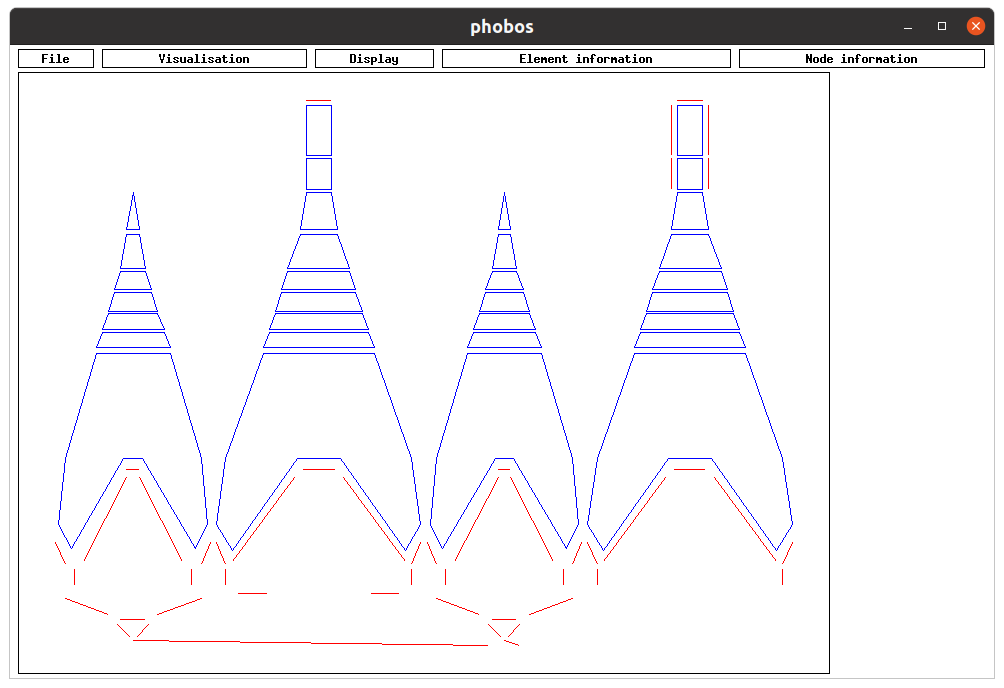 phobos
File Visualisation Display Element information Node information